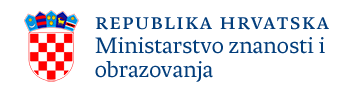 REPUBLIKA HRVATSKA
Ministarstvo znanosti i
obrazovanja